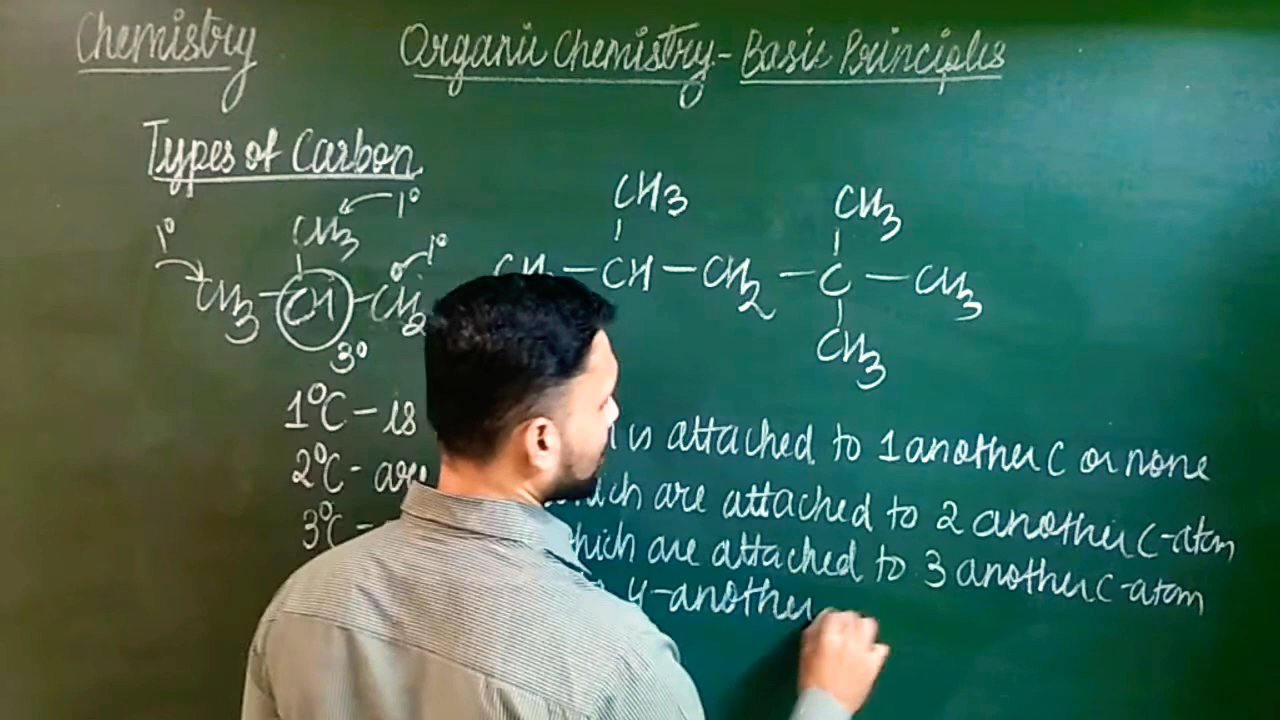 Chemistry
Organic Chemistry - Basic Principles
Types of Carbon
CH3 1°
1° CH3 - CH - CH2 1°
3°
CH3 CH3
CH - CH2 - C - CH3
CH3
1°C - is is attached to 1 another C or none
2°C - are which are attached to 2 another C-atom
3°C - which are attached to 3 another C-atom
4-another